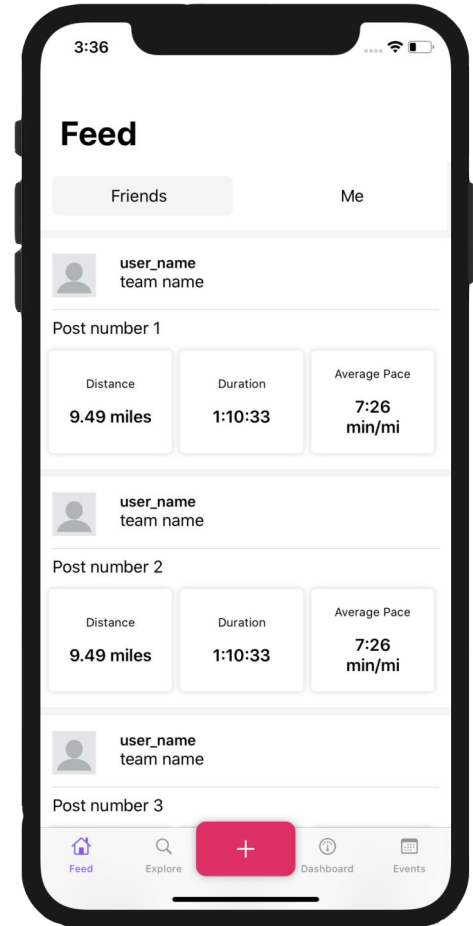 3:36
Feed
Friends Me
user_name
team name
Post number 1
Distance Duration Average Pace
9.49 miles 1:10:33 7:26
min/mi
user_name
team name
Post number 2
Distance Duration Average Pace
9.49 miles 1:10:33 7:26
min/mi
user_name
team name
Post number 3
+
Feed Explore Dashboard Events